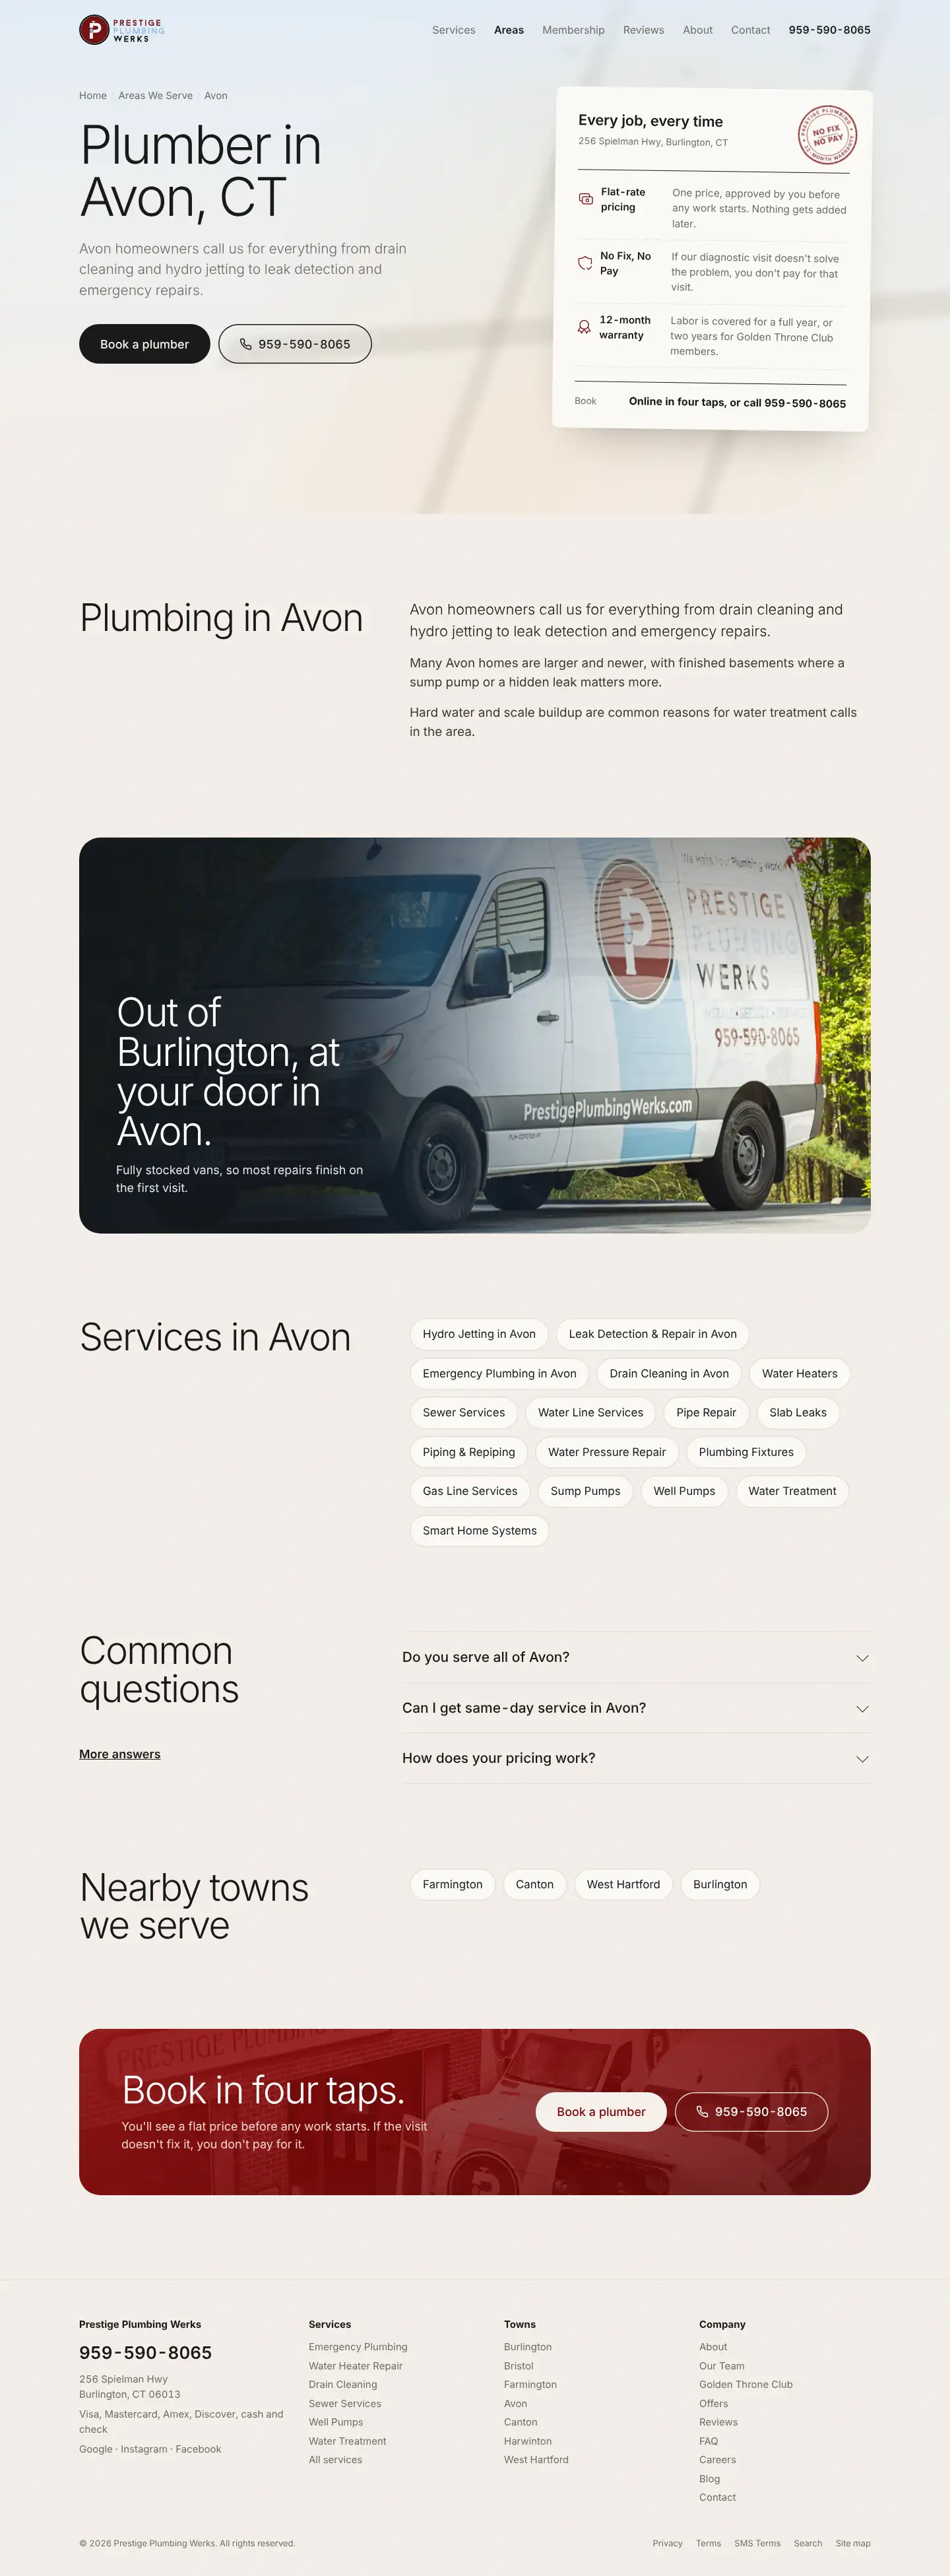 PRESTIGE
PLUMBING
WERKS
Services
Areas
Membership
Reviews
About
Contact
959-590-8065
Home
Areas We Serve
Avon
Plumber in
Avon, CT
Avon homeowners call us for everything from drain
cleaning and hydro jetting to leak detection and
emergency repairs.
Book a plumber
959-590-8065
Every job, every time
256 Spielman Hwy, Burlington, CT
PRESTIGE PLUMBING
NO FIX
NO PAY
12-MONTH WARRANTY
Flat-rate
pricing
One price, approved by you before
any work starts. Nothing gets added
later.
No Fix, No
Pay
If our diagnostic visit doesn't solve
the problem, you don't pay for that
visit.
12-month
warranty
Labor is covered for a full year, or
two years for Golden Throne Club
members.
Book
Online in four taps, or call 959-590-8065
Plumbing in Avon
Avon homeowners call us for everything from drain cleaning and
hydro jetting to leak detection and emergency repairs.
Many Avon homes are larger and newer, with finished basements where a
sump pump or a hidden leak matters more.
Hard water and scale buildup are common reasons for water treatment calls
in the area.
We make your Plumbing Work
PRESTIGE
PLUMBING
WERKS
959-590-8065
PrestigePlumbingWerks.com
Out of
Burlington, at
your door in
Avon.
Fully stocked vans, so most repairs finish on
the first visit.
Services in Avon
Hydro Jetting in Avon
Leak Detection & Repair in Avon
Emergency Plumbing in Avon
Drain Cleaning in Avon
Water Heaters
Sewer Services
Water Line Services
Pipe Repair
Slab Leaks
Piping & Repiping
Water Pressure Repair
Plumbing Fixtures
Gas Line Services
Sump Pumps
Well Pumps
Water Treatment
Smart Home Systems
Common
questions
More answers
Do you serve all of Avon?
Can I get same-day service in Avon?
How does your pricing work?
Nearby towns
we serve
Farmington
Canton
West Hartford
Burlington
PRESTIGE PLUMBING
Book in four taps.
You'll see a flat price before any work starts. If the visit
doesn't fix it, you don't pay for it.
Book a plumber
959-590-8065
Prestige Plumbing Werks
959-590-8065
256 Spielman Hwy
Burlington, CT 06013
Visa, Mastercard, Amex, Discover, cash and
check
Google · Instagram · Facebook
Services
Emergency Plumbing
Water Heater Repair
Drain Cleaning
Sewer Services
Well Pumps
Water Treatment
All services
Towns
Burlington
Bristol
Farmington
Avon
Canton
Harwinton
West Hartford
Company
About
Our Team
Golden Throne Club
Offers
Reviews
FAQ
Careers
Blog
Contact
© 2026 Prestige Plumbing Werks. All rights reserved.
Privacy
Terms
SMS Terms
Search
Site map